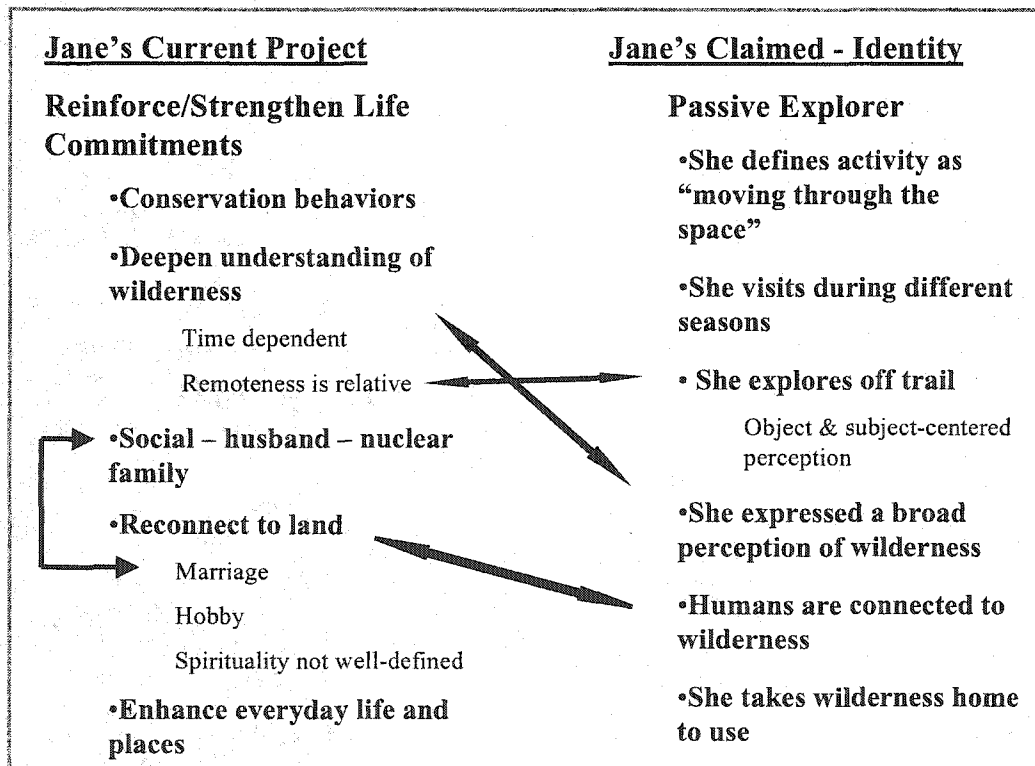 Jane's Current Project
Reinforce/Strengthen Life
Commitments
•Conservation behaviors
•Deepen understanding of
wilderness
Time dependent
Remoteness is relative
•Social – husband – nuclear
family
•Reconnect to land
Marriage
Hobby
Spirituality not well-defined
•Enhance everyday life and
places
Jane's Claimed - Identity
Passive Explorer
•She defines activity as
“moving through the
space”
•She visits during different
seasons
• She explores off trail
Object & subject-centered
perception
•She expressed a broad
perception of wilderness
•Humans are connected to
wilderness
•She takes wilderness home
to use